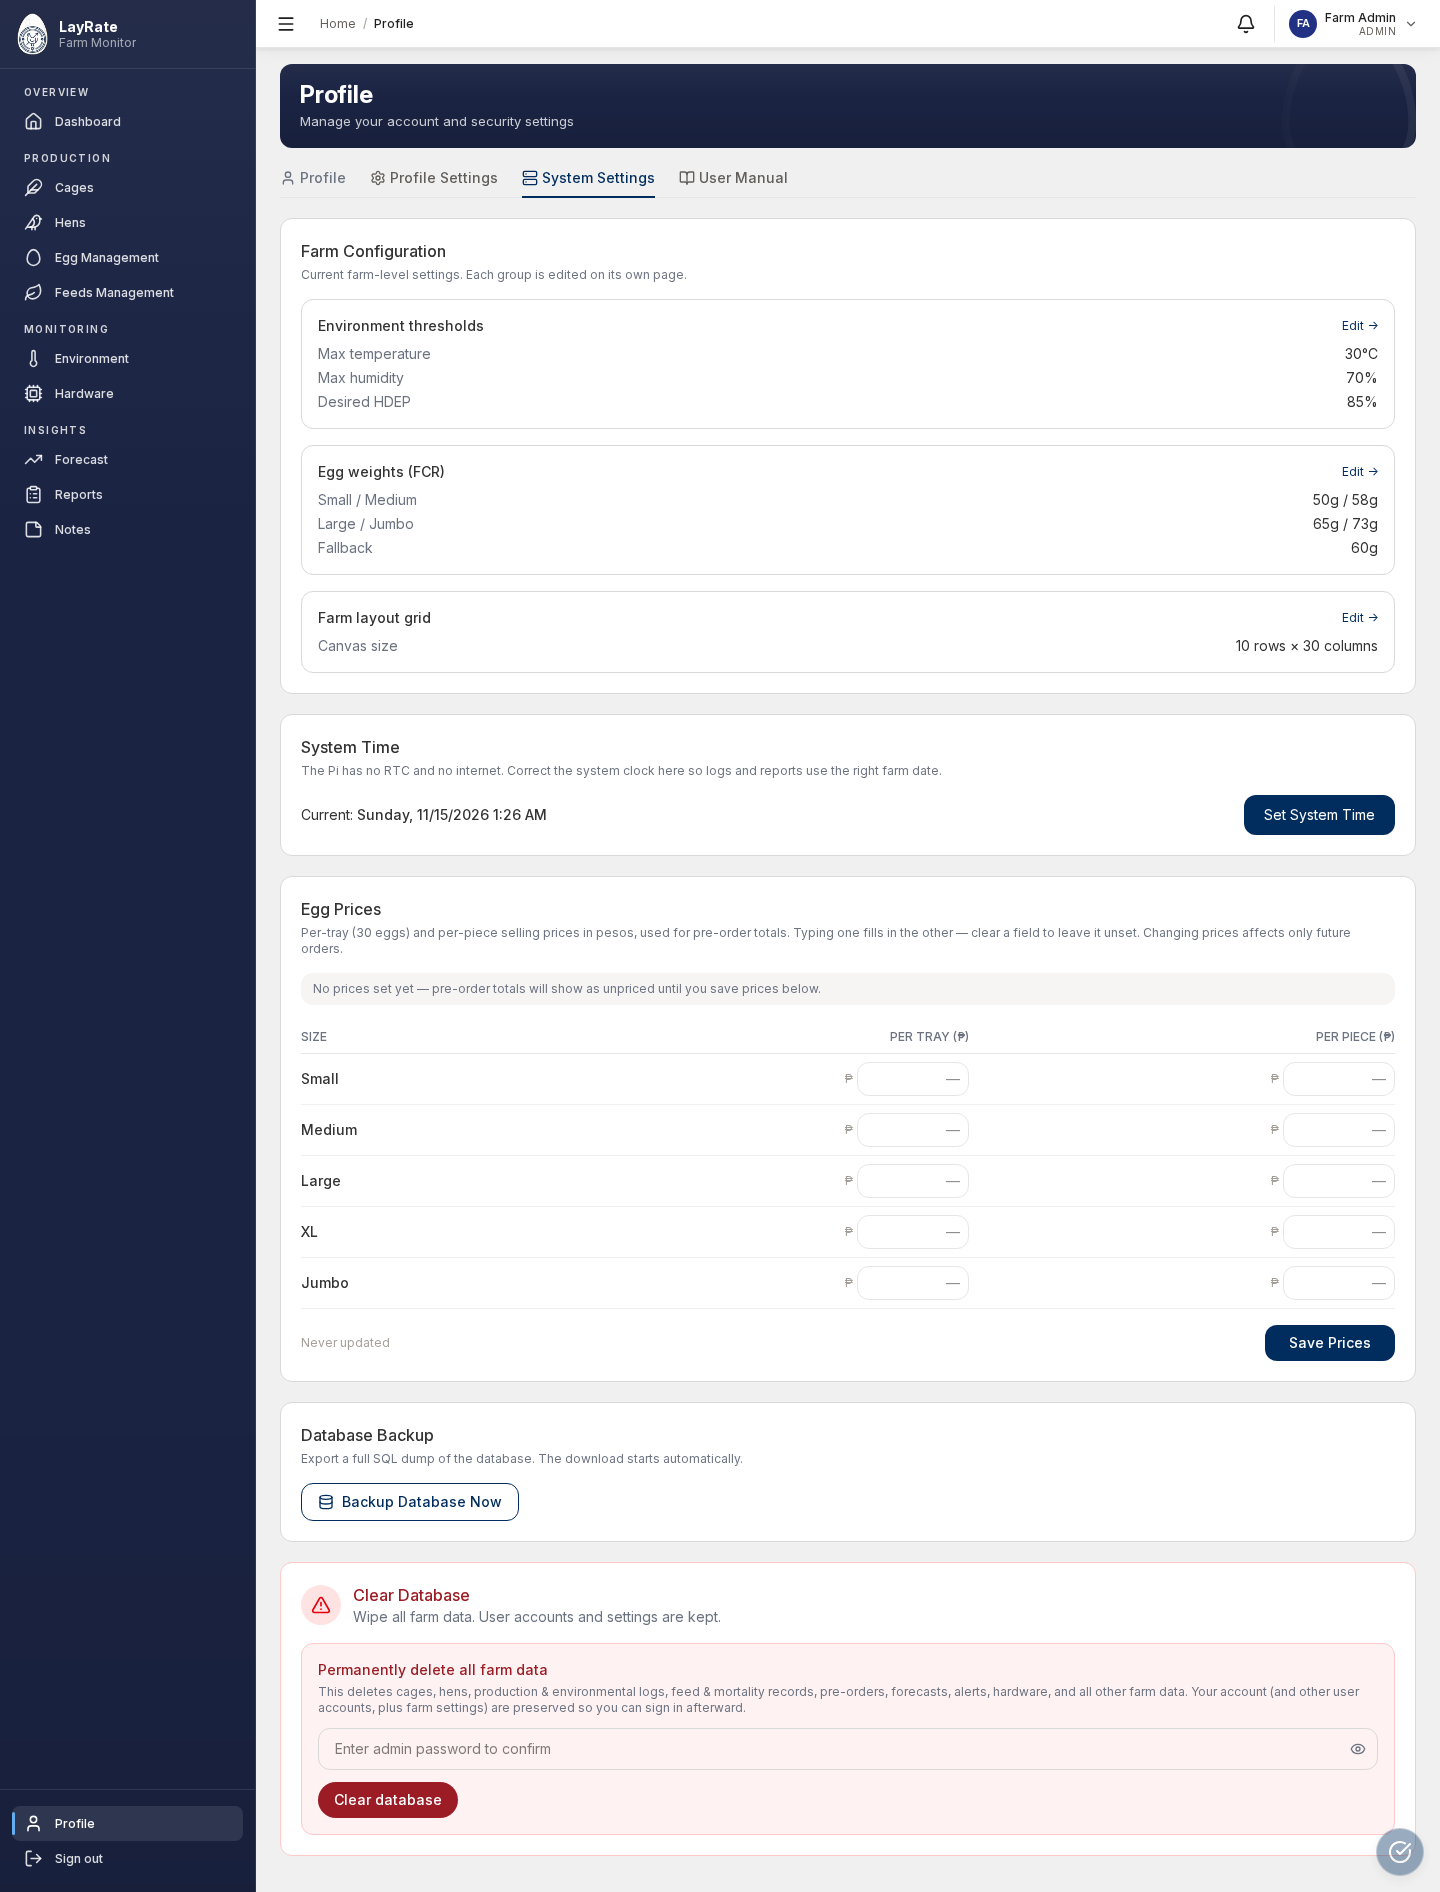 LayRate
Farm Monitor
OVERVIEW
Dashboard
PRODUCTION
Cages
Hens
Egg Management
Feeds Management
MONITORING
Environment
Hardware
INSIGHTS
Forecast
Reports
Notes
Profile
Sign out
Home / Profile
FA
Farm Admin
ADMIN
Profile
Manage your account and security settings
Profile
Profile Settings
System Settings
User Manual
Farm Configuration
Current farm-level settings. Each group is edited on its own page.
Environment thresholds
Edit →
Max temperature 30°C
Max humidity 70%
Desired HDEP 85%
Egg weights (FCR)
Edit →
Small / Medium 50g / 58g
Large / Jumbo 65g / 73g
Fallback 60g
Farm layout grid
Edit →
Canvas size 10 rows × 30 columns
System Time
The Pi has no RTC and no internet. Correct the system clock here so logs and reports use the right farm date.
Current: Sunday, 11/15/2026 1:26 AM
Set System Time
Egg Prices
Per-tray (30 eggs) and per-piece selling prices in pesos, used for pre-order totals. Typing one fills in the other — clear a field to leave it unset. Changing prices affects only future
orders.
No prices set yet — pre-order totals will show as unpriced until you save prices below.
SIZE PER TRAY (₱) PER PIECE (₱)
Small ₱ — ₱ —
Medium ₱ — ₱ —
Large ₱ — ₱ —
XL ₱ — ₱ —
Jumbo ₱ — ₱ —
Never updated
Save Prices
Database Backup
Export a full SQL dump of the database. The download starts automatically.
Backup Database Now
Clear Database
Wipe all farm data. User accounts and settings are kept.
Permanently delete all farm data
This deletes cages, hens, production & environmental logs, feed & mortality records, pre-orders, forecasts, alerts, hardware, and all other farm data. Your account (and other user
accounts, plus farm settings) are preserved so you can sign in afterward.
Enter admin password to confirm
Clear database